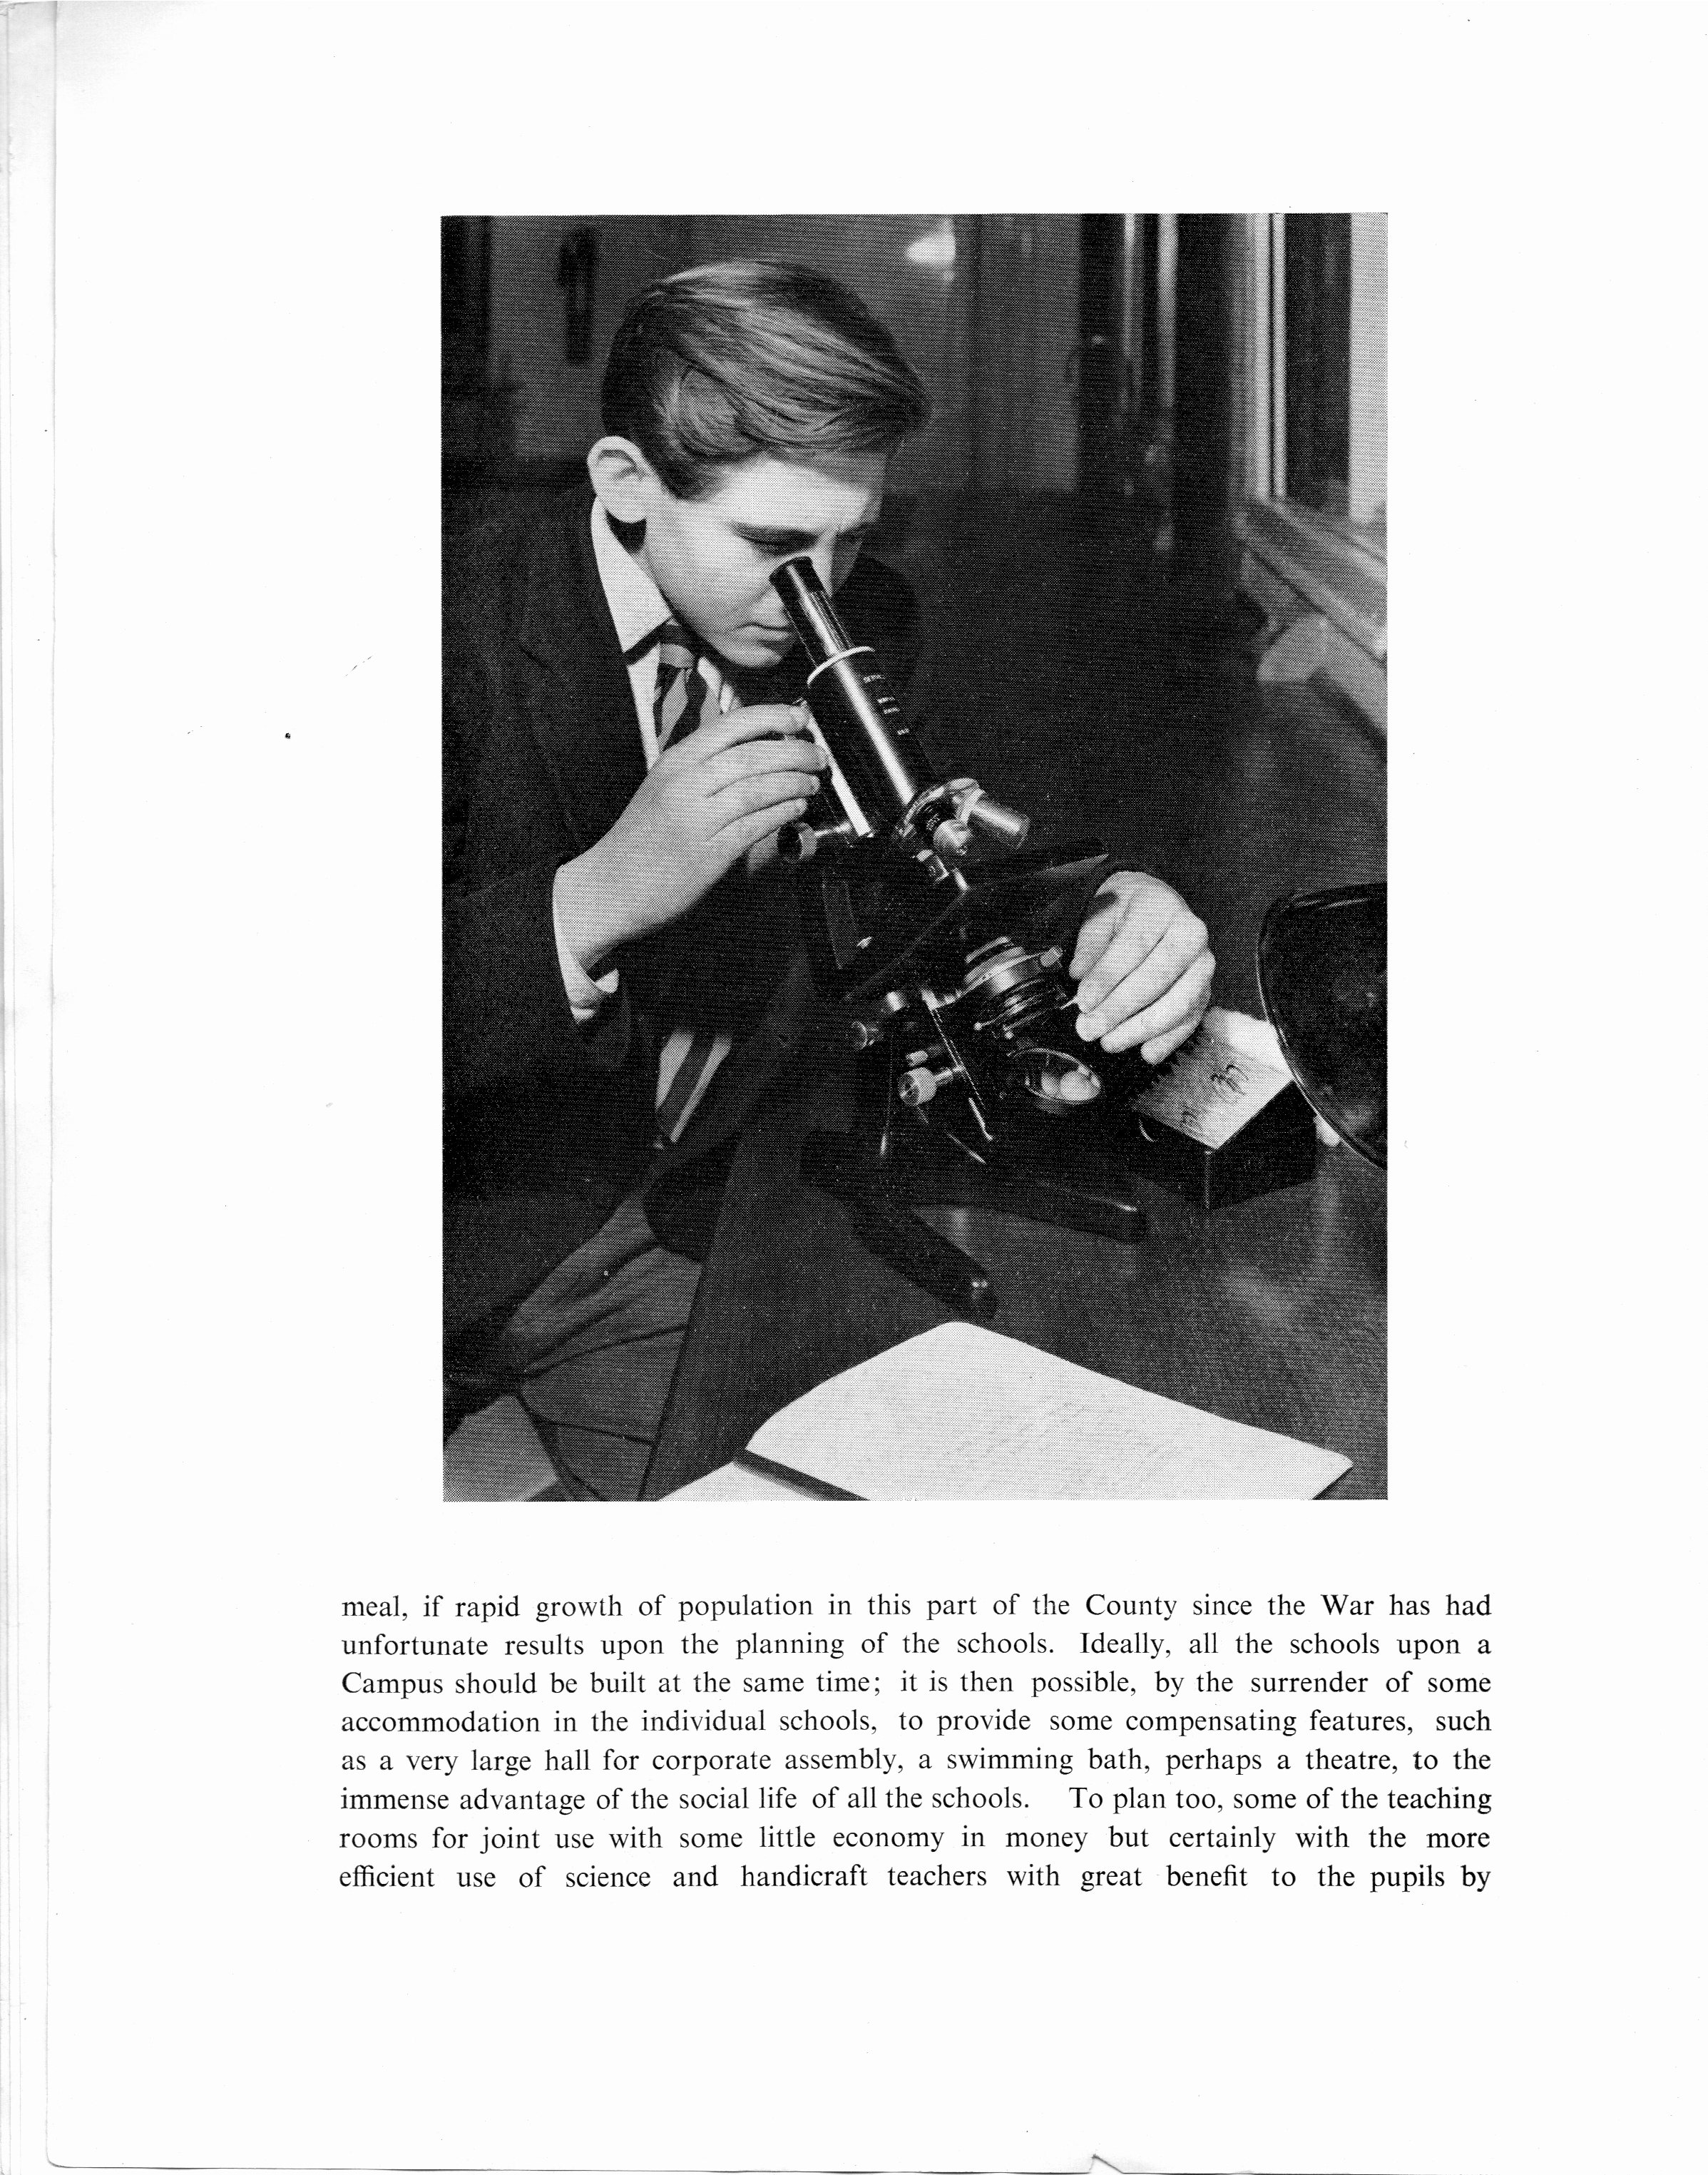 meal, if rapid growth of population in this part of the County since the War has had
unfortunate results upon the planning of the schools. Ideally, all the schools upon a
Campus should be built at the same time; it is then possible, by the surrender of some
accommodation in the individual schools, to provide some compensating features, such
as a very large hall for corporate assembly, a swimming bath, perhaps a theatre, to the
immense advantage of the social life of all the schools. To plan too, some of the teaching
rooms for joint use with some little economy in money but certainly with the more
efficient use of science and handicraft teachers with great benefit to the pupils by